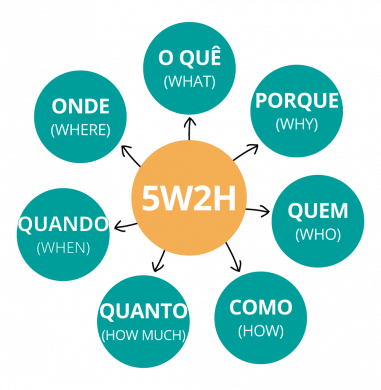 O QUÊ
(WHAT)
PORQUE
(WHY)
QUEM
(WHO)
COMO
(HOW)
QUANTO
(HOW MUCH)
QUANDO
(WHEN)
ONDE
(WHERE)
5W2H